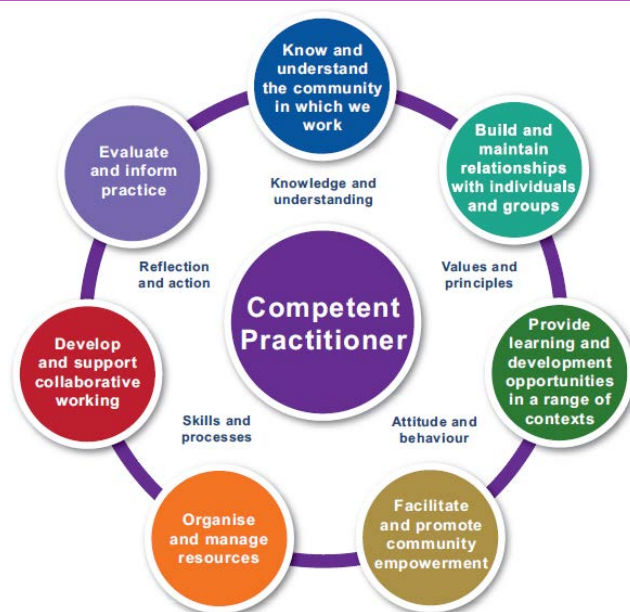 Know and
understand
the community
in which we
work
Build and
maintain
relationships
with individuals
and groups
Provide
learning and
development
opportunities
in a range of
contexts
Facilitate
and promote
community
empowerment
Organise
and manage
resources
Develop
and support
collaborative
working
Evaluate
and inform
practice
Knowledge and
understanding
Values and
principles
Attitude and
behaviour
Skills and
processes
Reflection
and action
Competent
Practitioner